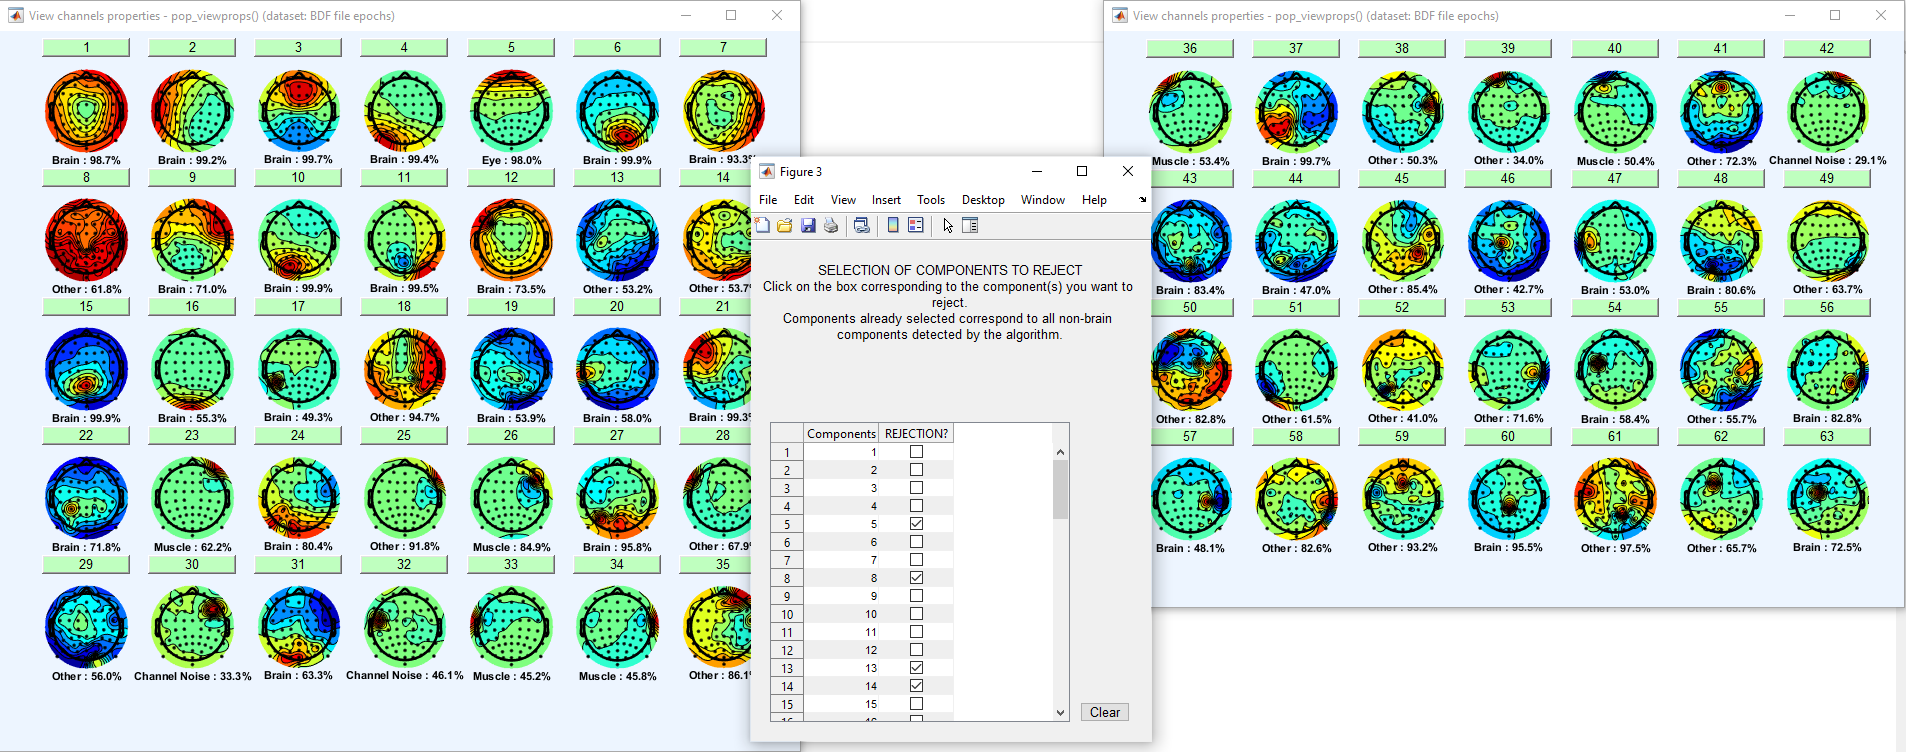 View channels properties - pop_viewprops() (dataset: BDF file epochs)
1 2 3 4 5 6 7
Brain : 98.7% Brain : 99.2% Brain : 99.7% Brain : 99.4% Eye : 98.0% Brain : 99.9% Brain : 93.3%
8 9 10 11 12 13 14
Other : 61.8% Brain : 71.0% Brain : 99.9% Brain : 99.5% Brain : 73.5% Other : 53.2% Other : 53.7
15 16 17 18 19 20 21
Brain : 99.9% Brain : 55.3% Brain : 49.3% Other : 94.7% Brain : 53.9% Brain : 58.0% Brain : 99.3
22 23 24 25 26 27 28
Brain : 71.8% Muscle : 62.2% Brain : 80.4% Other : 91.8% Muscle : 84.9% Brain : 95.8% Other : 67.9
29 30 31 32 33 34 35
Other : 56.0% Channel Noise : 33.3% Brain : 63.3% Channel Noise : 46.1% Muscle : 45.2% Muscle : 45.8% Other : 86.1
Figure 3
File Edit View Insert Tools Desktop Window Help
SELECTION OF COMPONENTS TO REJECT
Click on the box corresponding to the component(s) you want to
reject.
Components already selected correspond to all non-brain
components detected by the algorithm.
Components REJECTION?
1 1
2 2
3 3
4 4
5 5
6 6
7 7
8 8
9 9
10 10
11 11
12 12
13 13
14 14
15 15
16 16
Clear
View channels properties - pop_viewprops() (dataset: BDF file epochs)
36 37 38 39 40 41 42
Muscle : 53.4% Brain : 99.7% Other : 50.3% Other : 34.0% Muscle : 50.4% Other : 72.3% Channel Noise : 29.1%
43 44 45 46 47 48 49
Brain : 83.4% Brain : 47.0% Other : 85.4% Other : 42.7% Brain : 53.0% Brain : 80.6% Other : 63.7%
50 51 52 53 54 55 56
Other : 82.8% Other : 61.5% Other : 41.0% Other : 71.6% Brain : 58.4% Other : 55.7% Brain : 82.8%
57 58 59 60 61 62 63
Brain : 48.1% Other : 82.6% Other : 93.2% Brain : 95.5% Other : 97.5% Other : 65.7% Brain : 72.5%